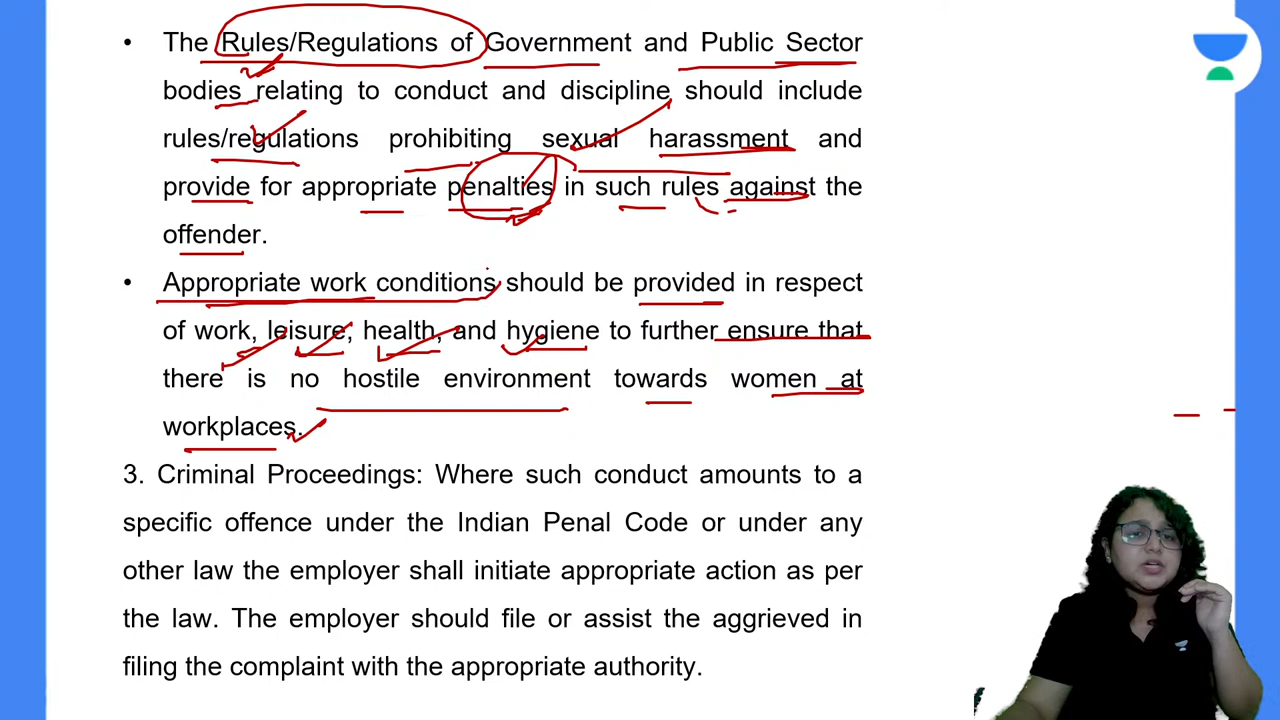 • The Rules/Regulations of Government and Public Sector
bodies relating to conduct and discipline should include
rules/regulations prohibiting sexual harassment and
provide for appropriate penalties in such rules against the
offender.
• Appropriate work conditions should be provided in respect
of work, leisure, health, and hygiene to further ensure that
there is no hostile environment towards women at
workplaces.
3. Criminal Proceedings: Where such conduct amounts to a
specific offence under the Indian Penal Code or under any
other law the employer shall initiate appropriate action as per
the law. The employer should file or assist the aggrieved in
filing the complaint with the appropriate authority.